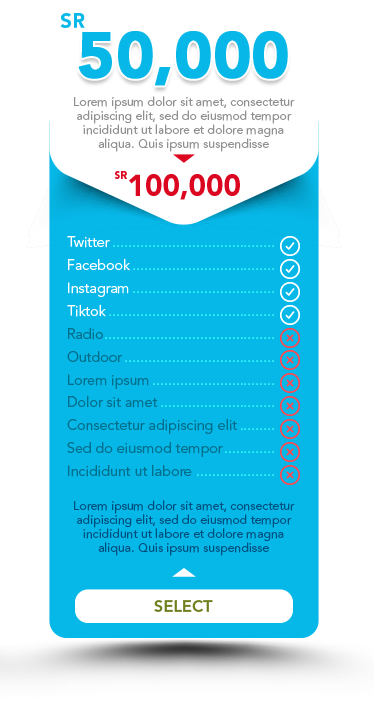 SR
50,000
Lorem ipsum dolor sit amet, consectetur
adipiscing elit, sed do eiusmod tempor
incididunt ut labore et dolore magna
aliqua. Quis ipsum suspendisse
SR100,000
Twitter
Facebook
Instagram
Tiktok
Radio
Outdoor
Lorem ipsum
Dolor sit amet
Consectetur adipiscing elit
Sed do eiusmod tempor
Incididunt ut labore
Lorem ipsum dolor sit amet, consectetur
adipiscing elit, sed do eiusmod tempor
incididunt ut labore et dolore magna
aliqua. Quis ipsum suspendisse
SELECT